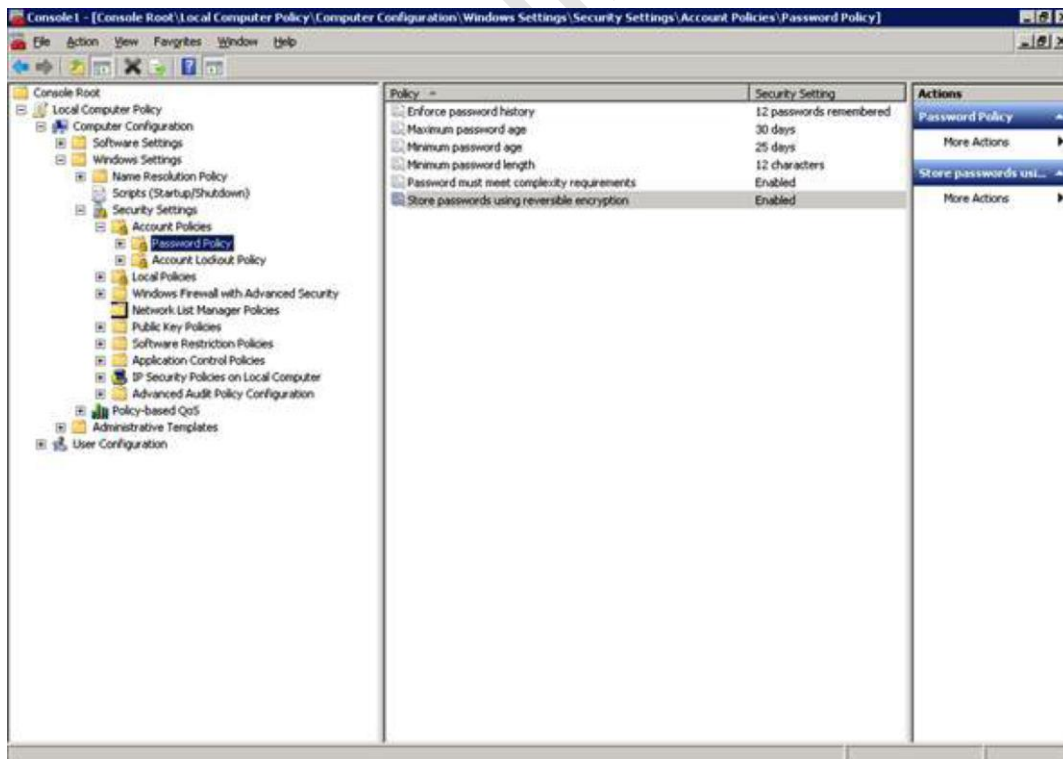 Console1 - [Console Root\Local Computer Policy\Computer Configuration\Windows Settings\Security Settings\Account Policies\Password Policy]
File Action View Favorites Window Help
Console Root
Local Computer Policy
Computer Configuration
Software Settings
Windows Settings
Name Resolution Policy
Scripts (Startup/Shutdown)
Security Settings
Account Policies
Password Policy
Account Lockout Policy
Local Policies
Windows Firewall with Advanced Security
Network List Manager Policies
Public Key Policies
Software Restriction Policies
Application Control Policies
IP Security Policies on Local Computer
Advanced Audit Policy Configuration
Policy-based QoS
Administrative Templates
User Configuration
Policy Security Setting
Enforce password history 12 passwords remembered
Maximum password age 30 days
Minimum password age 25 days
Minimum password length 12 characters
Password must meet complexity requirements Enabled
Store passwords using reversible encryption Enabled
Actions
Password Policy
More Actions
Store passwords usi...
More Actions